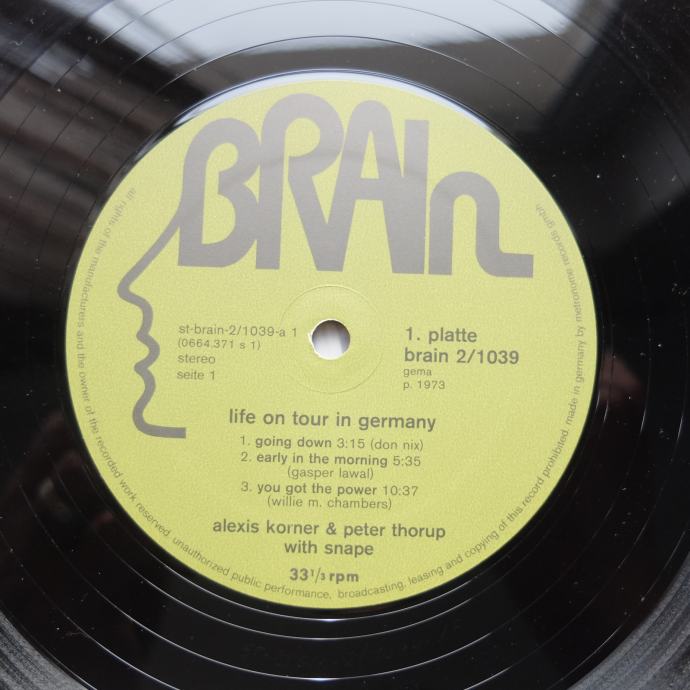 BRAIn
st-brain-2/1039-a 1
(0664.371 s 1)
stereo
seite 1
1. platte
brain 2/1039
gema
p. 1973
life on tour in germany
1. going down 3:15 (don nix)
2. early in the morning 5:35
(gasper lawal)
3. you got the power 10:37
(willie m. chambers)
alexis korner & peter thorup
with snape
33 1/3 rpm
all rights of the manufacturers and the owner of the recorded work reserved. unauthorized public performance, broadcasting, leasing and copying of this record prohibited. made in germany by metronome records gmbh